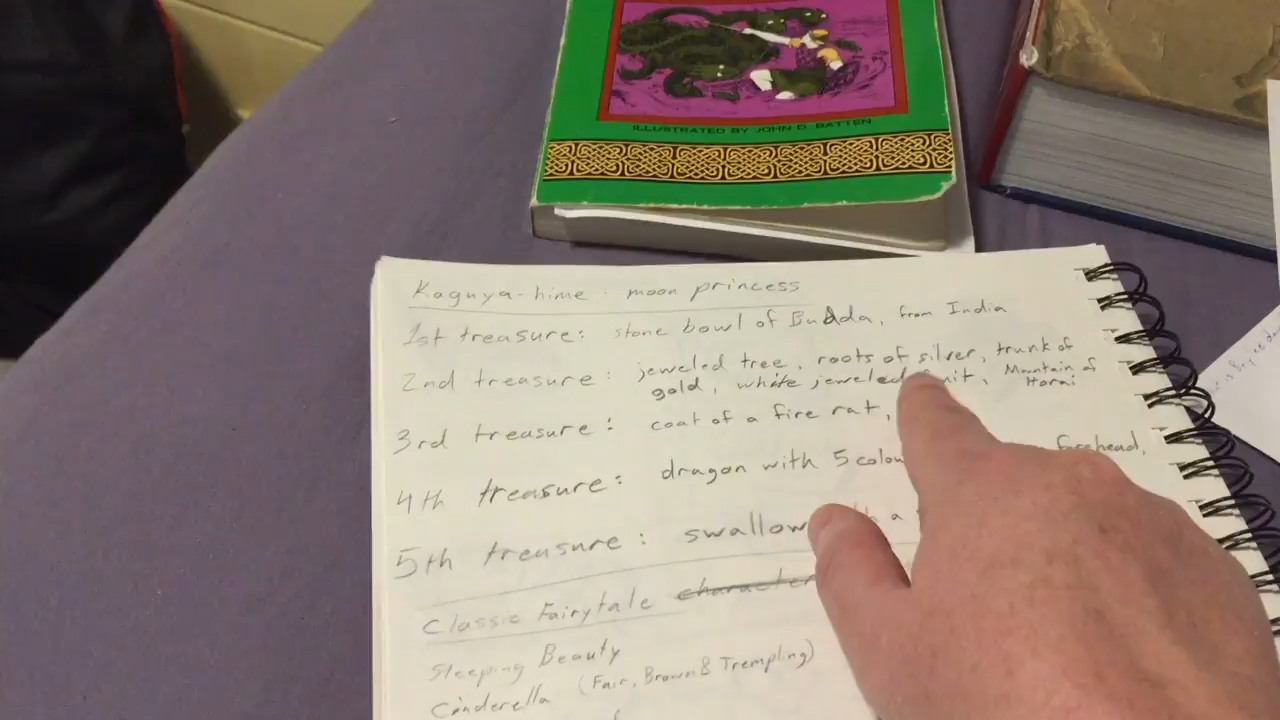 ILLUSTRATED BY JOHN D. BATTEN
Kaguya-hime - moon princess
1st treasure: stone bowl of Budda, from India
2nd treasure: jeweled tree, roots of silver, trunk of
gold, white jeweled Mountain of
Horai
3rd treasure: coat of a fire rat,
4th treasure: dragon with 5 forehead,
5th treasure: swallow a
Classic Fairytale character
Sleeping Beauty
Cinderella (Fair, Brown & Trempling)